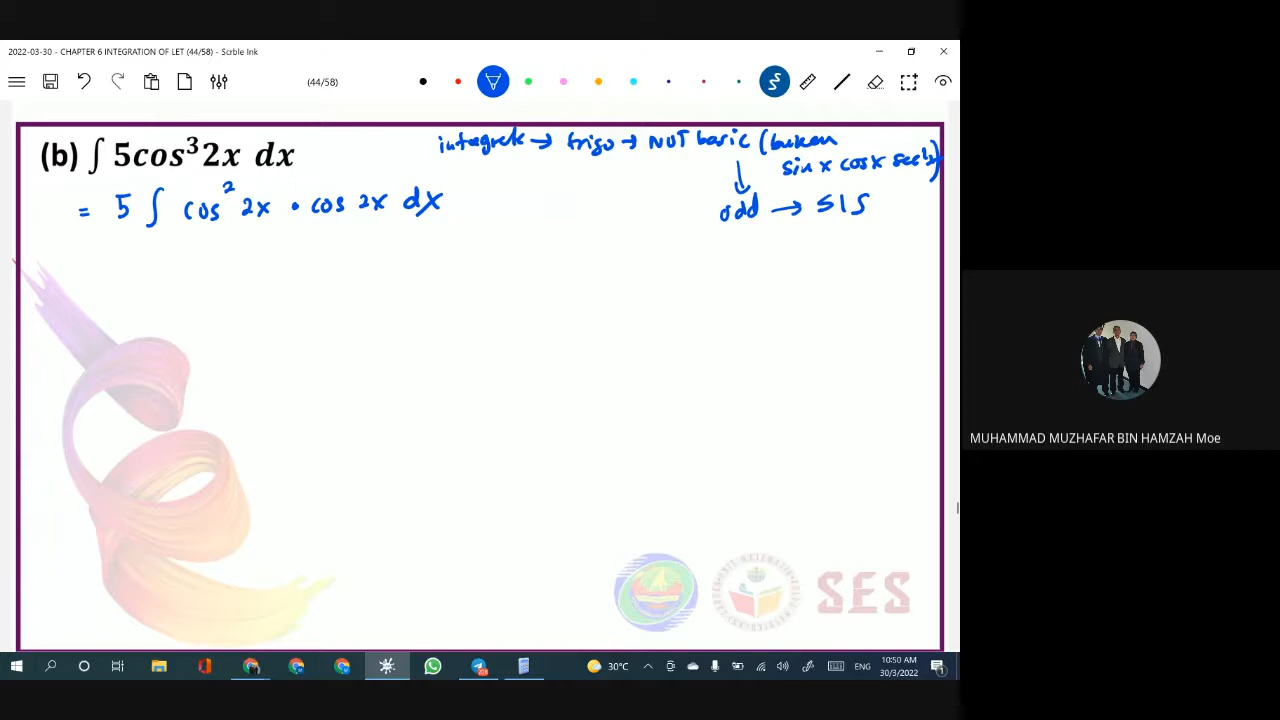 2022-03-30 - CHAPTER 6 INTEGRATION OF LET (44/58) - Scrble Ink
(44/58)
(b) ∫ 5cos³2x dx
integrate → trigo → NOT basic (bukan
sin x cos x sec²x)
= 5 ∫ cos² 2x • cos 2x dx
↓
odd → SIS
SES
MUHAMMAD MUZHAFAR BIN HAMZAH Moe
30°C
ENG
10:50 AM
30/3/2022